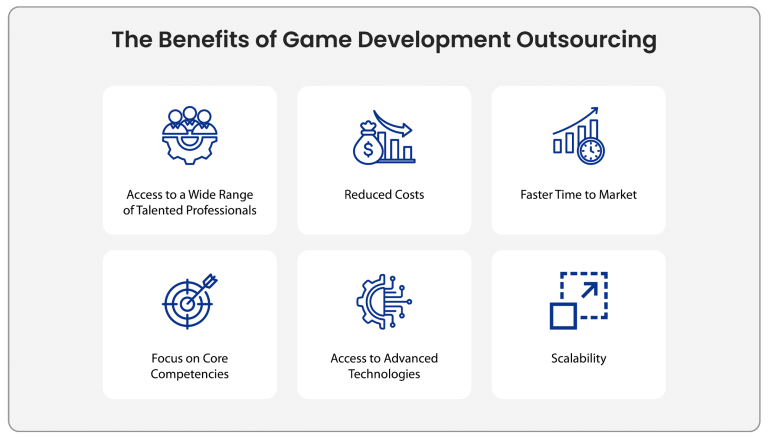 The Benefits of Game Development Outsourcing
Access to a Wide Range
of Talented Professionals
Reduced Costs
Faster Time to Market
Focus on Core
Competencies
Access to Advanced
Technologies
Scalability